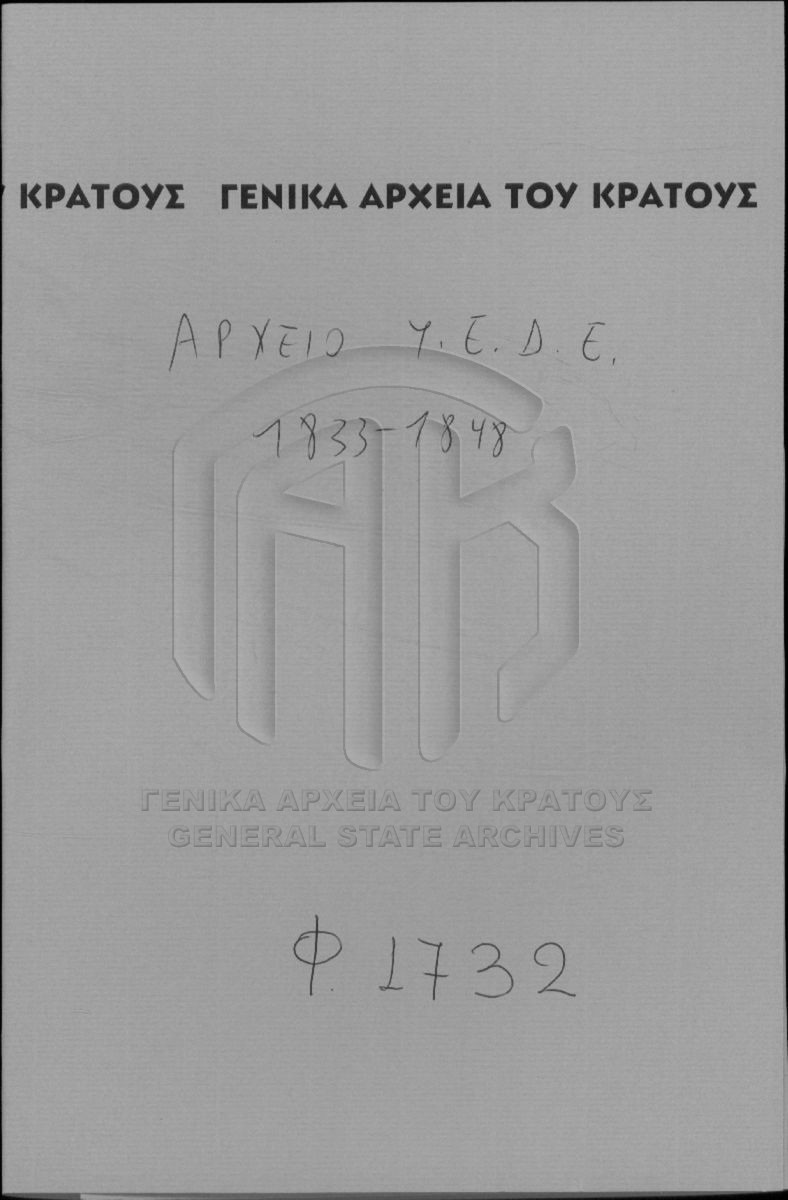 ΚΡΑΤΟΥΣ ΓΕΝΙΚΑ ΑΡΧΕΙΑ ΤΟΥ ΚΡΑΤΟΥΣ
ΑΡΧΕΙΟ Υ.Ε.Δ.Ε.
1833-1848
ΓΕΝΙΚΑ ΑΡΧΕΙΑ ΤΟΥ ΚΡΑΤΟΥΣ
GENERAL STATE ARCHIVES
Φ. 1732